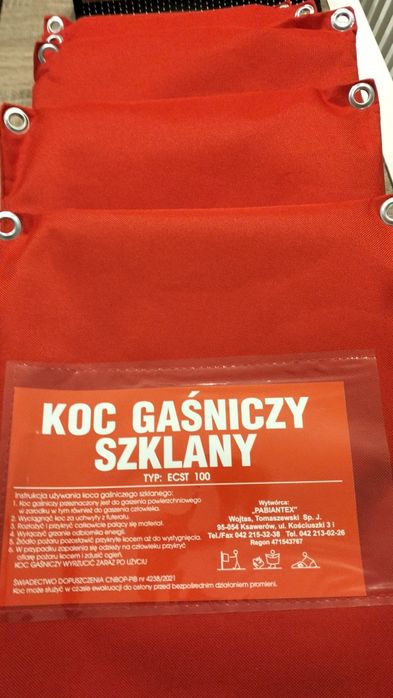 KOC GAŚNICZY
SZKLANY
TYP: ECST 100
Instrukcja używania koca gaśniczego szklanego:
1. Koc gaśniczy przeznaczony jest do gaszenia powierzchniowego
w zarodku w tym również do gaszenia człowieka.
2. Wyciągnąć koc za uchwyty z futerału.
3. Rozłożyć i przykryć całkowicie palący się materiał.
4. Wyłączyć grzanie odbiornika energii.
5. Źródło pożaru pozostawić przykryte kocem aż do wystygnięcia.
6. W przypadku zapalenia się odzieży na człowieku przykryć
ofiarę pożaru kocem i zdusić ogień.
KOC GAŚNICZY WYRZUCIĆ ZARAZ PO UŻYCIU
ŚWIADECTWO DOPUSZCZENIA CNBOP-PIB nr 4238/2021
Koc może służyć w czasie ewakuacji do osłony przed bezpośrednim działaniem promieni.
Wytwórca:
„PABIANTEX”
Wojtas, Tomaszewski Sp. J.
95-054 Ksawerów, ul. Kościuszki 3 i
Tel./Fax 042 215-32-38 Tel. 042 213-02-26
Regon 471543767